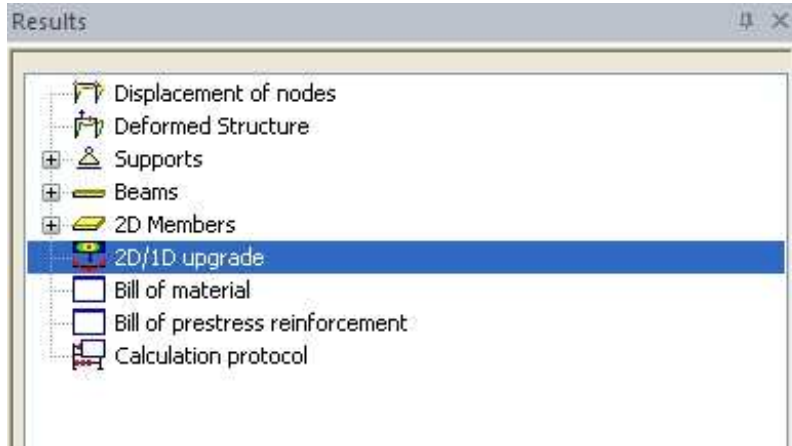 Results
Displacement of nodes
Deformed Structure
Supports
Beams
2D Members
2D/1D upgrade
Bill of material
Bill of prestress reinforcement
Calculation protocol